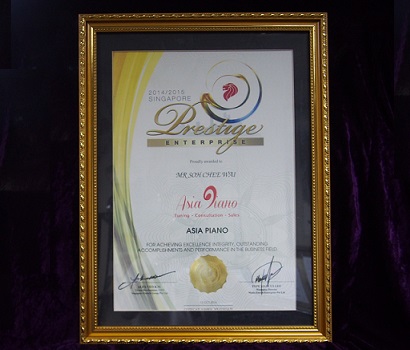 2014/2015
SINGAPORE
Prestige
ENTERPRISE
Proudly awarded to
MR SON CHEE WAI
Asia Piano
Tuning • Consultation • Sales
ASIA PIANO
FOR ACHIEVING EXCELLENCE INTEGRITY, OUTSTANDING
ACCOMPLISHMENTS AND PERFORMANCE IN THE BUSINESS FIELD